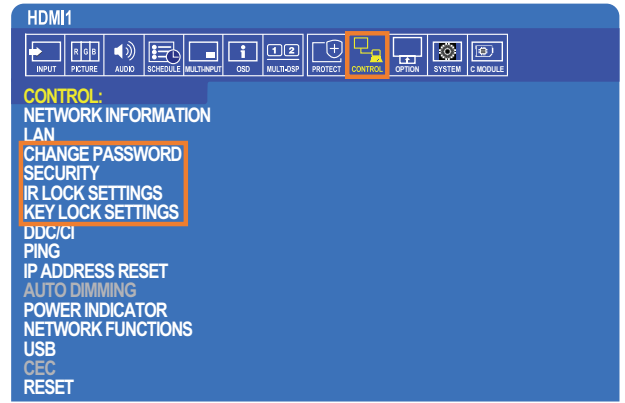 HDMI1
1 2
R G B
INPUT PICTURE AUDIO SCHEDULE MULTI-INPUT OSD MULTI-DSP PROTECT CONTROL OPTION SYSTEM C MODULE
CONTROL:
NETWORK INFORMATION
LAN
CHANGE PASSWORD
SECURITY
IR LOCK SETTINGS
KEY LOCK SETTINGS
DDC/CI
PING
IP ADDRESS RESET
AUTO DIMMING
POWER INDICATOR
NETWORK FUNCTIONS
USB
CEC
RESET